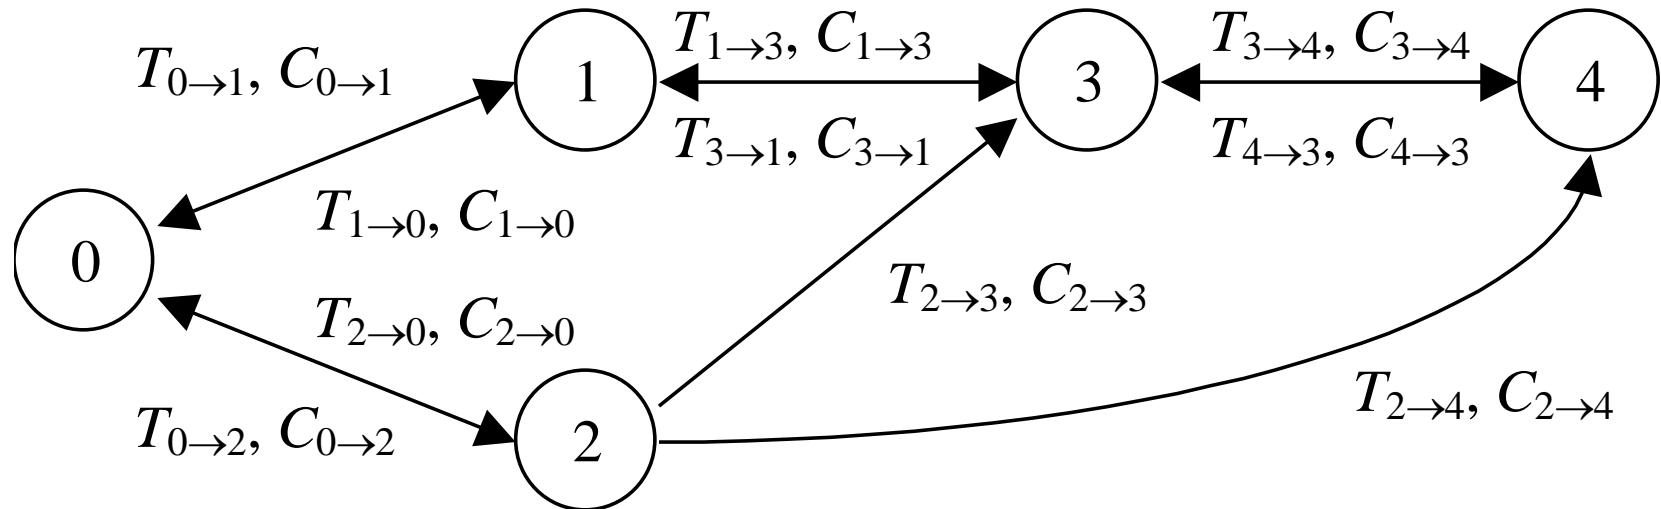 T0→1, C0→1
1
T1→3, C1→3
T3→1, C3→1
3
T3→4, C3→4
T4→3, C4→3
4
0
T1→0, C1→0
T2→0, C2→0
T0→2, C0→2
2
T2→3, C2→3
T2→4, C2→4